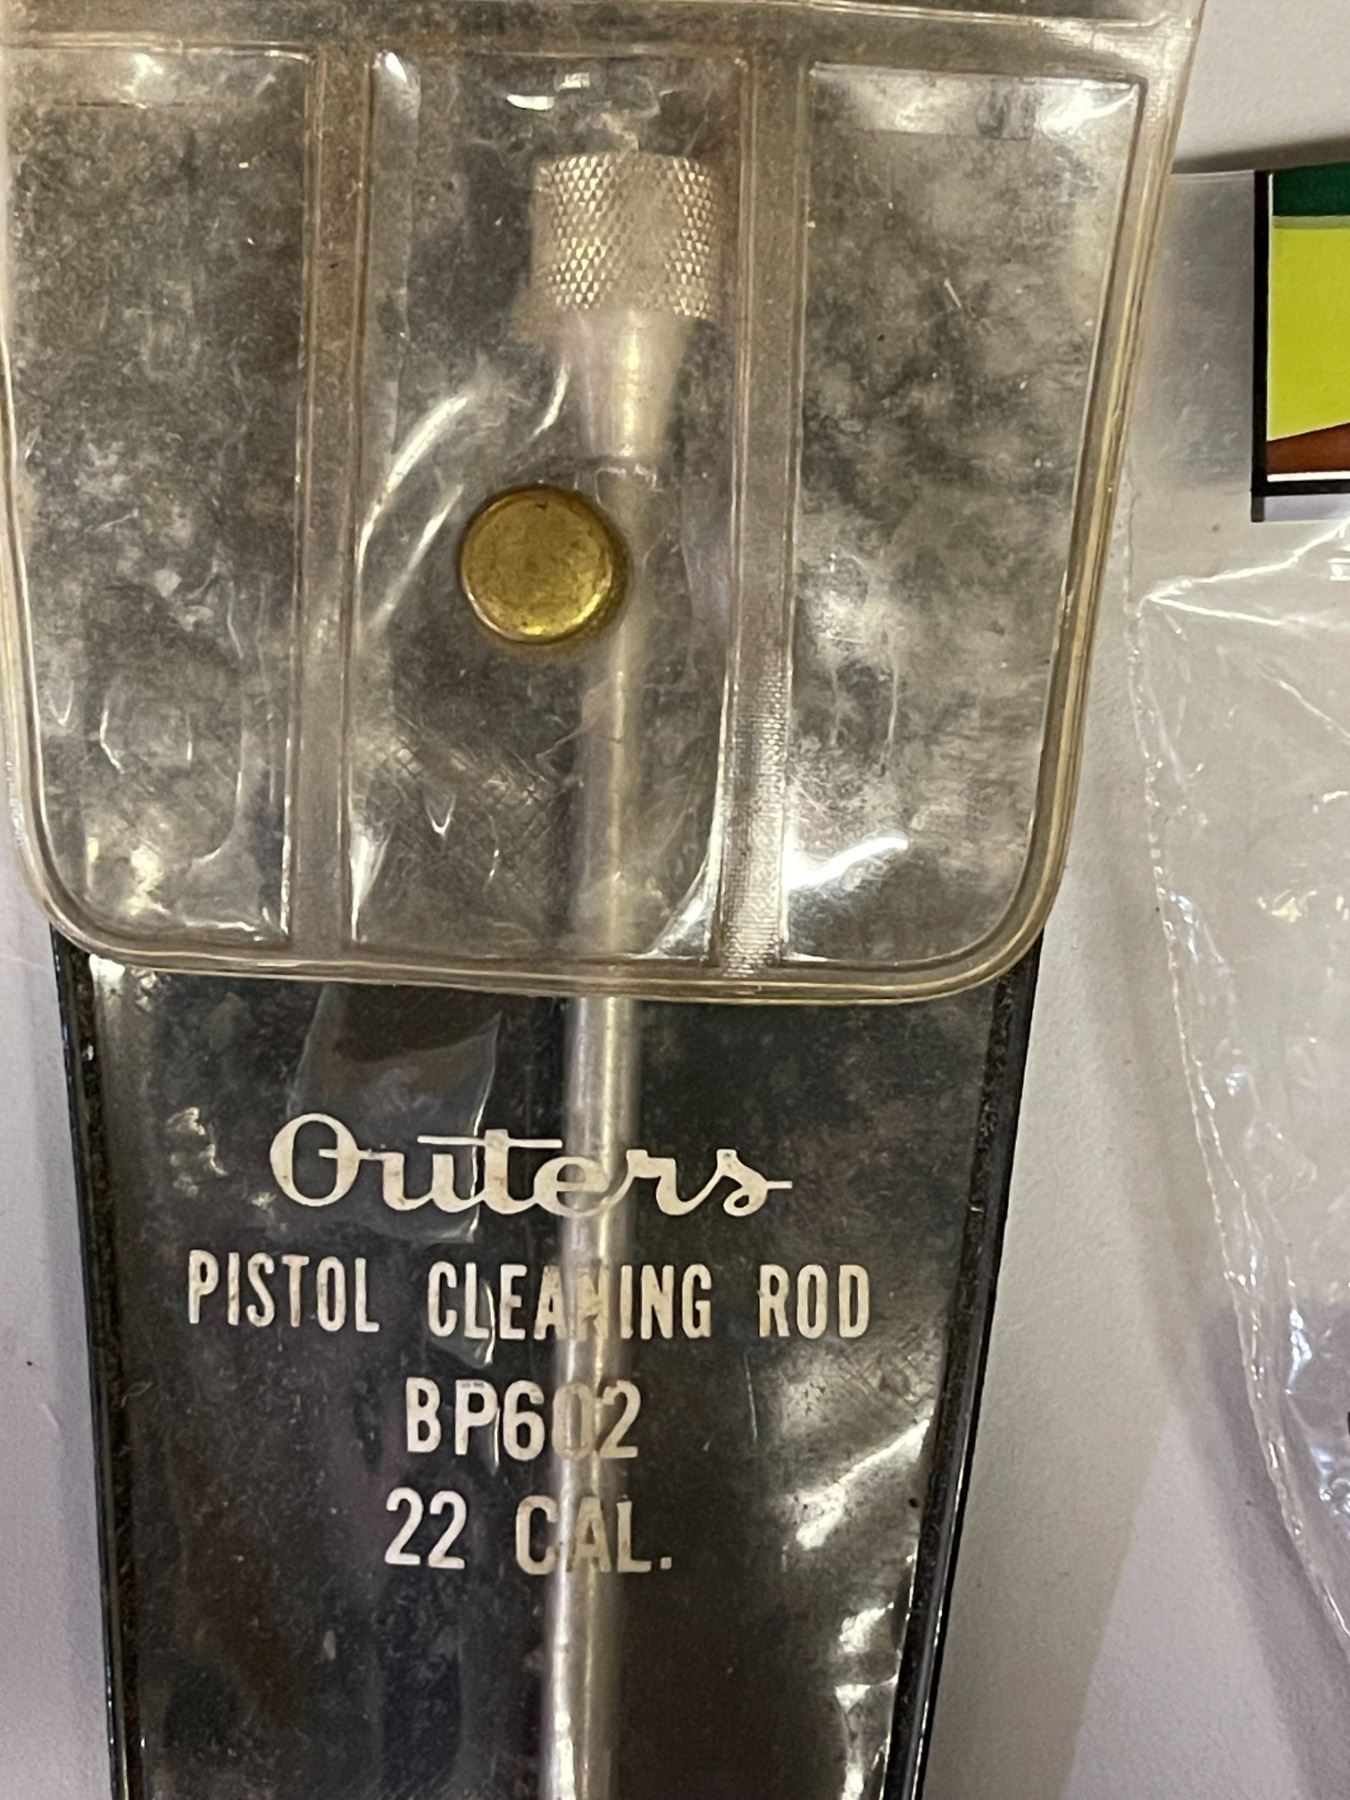 Outers
PISTOL CLEANING ROD
BP602
22 CAL.